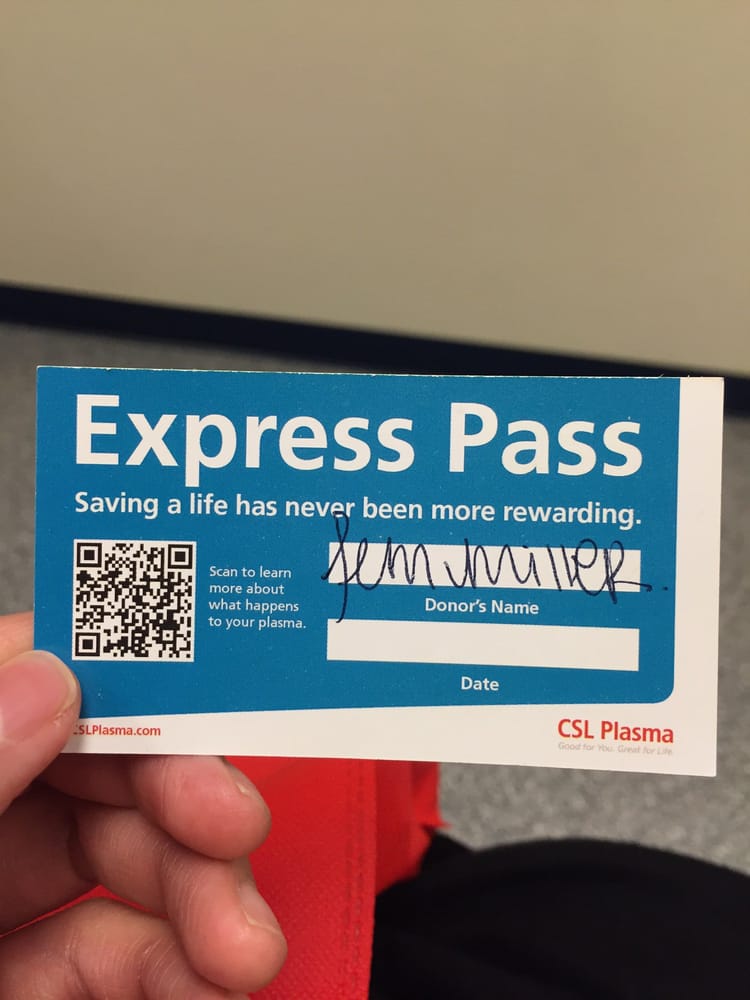 Express Pass
Saving a life has never been more rewarding.
Scan to learn
more about
what happens
to your plasma.
Miller
Donor's Name
Date
CSLPlasma.com
CSL Plasma
Good for You. Great for Life.